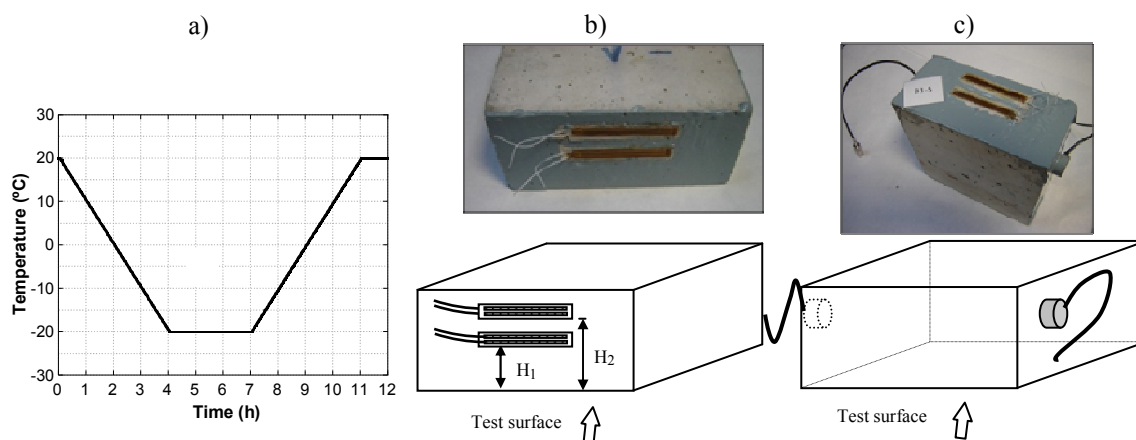 a)
b)
c)
30
20
10
0
-10
-20
-30
0 1 2 3 4 5 6 7 8 9 10 11 12
Temperature (ºC)
Time (h)
H1
H2
Test surface
Test surface